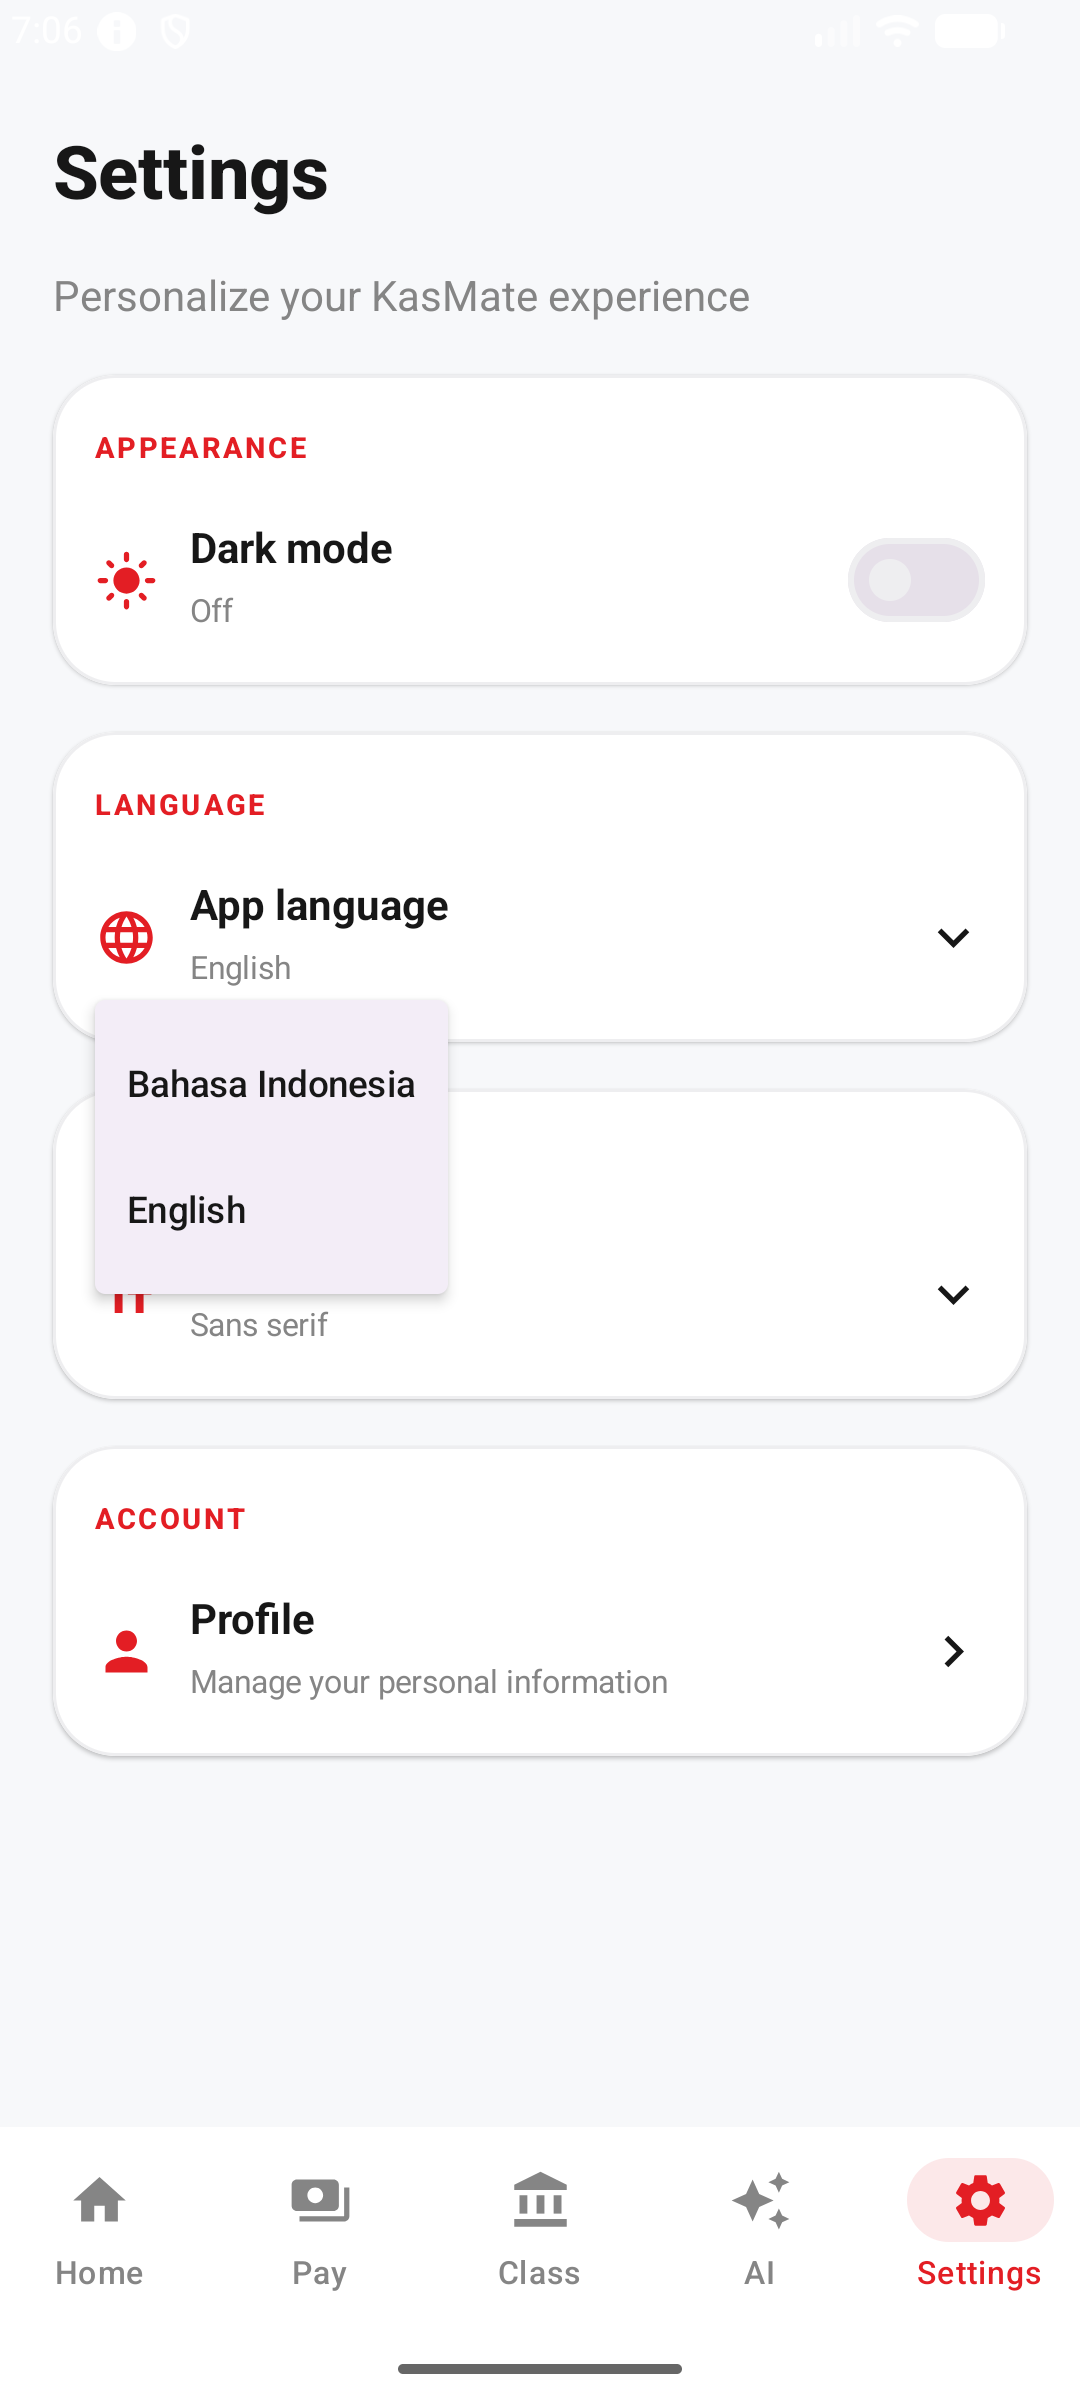 7:06
Settings
Personalize your KasMate experience
APPEARANCE
Dark mode
Off
LANGUAGE
App language
English
Bahasa Indonesia
English
Sans serif
ACCOUNT
Profile
Manage your personal information
Home
Pay
Class
AI
Settings